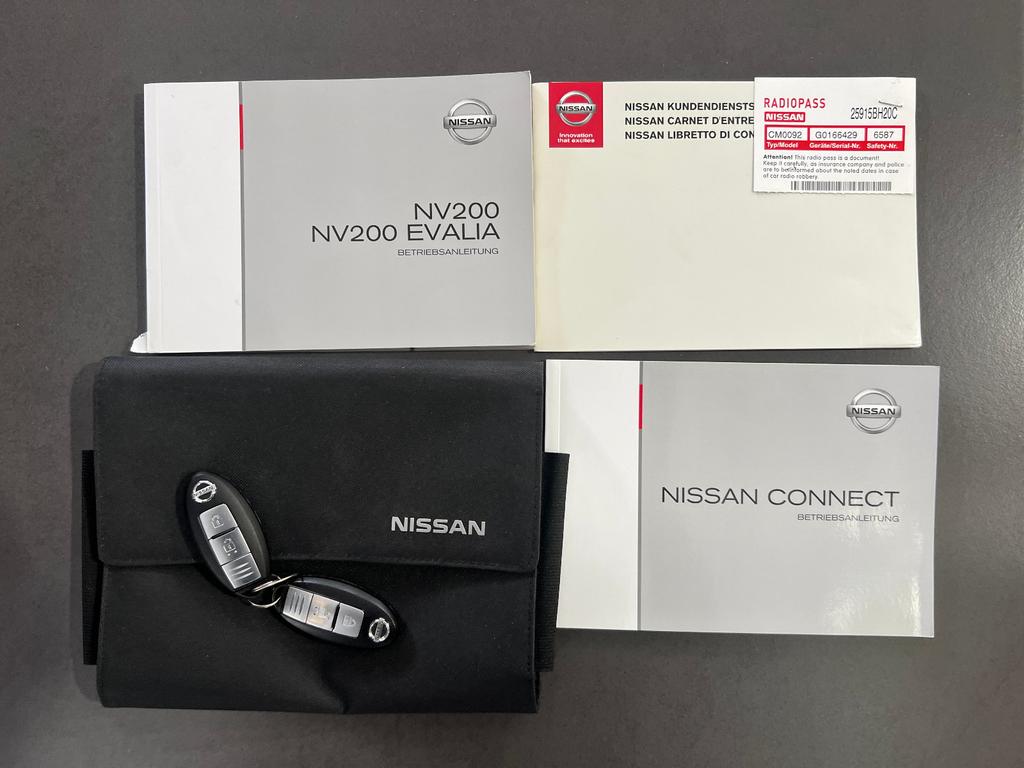 NISSAN
NV200
NV200 EVALIA
BETRIEBSANLEITUNG
NISSAN
Innovation
that excites
NISSAN KUNDENDIENSTS
NISSAN CARNET D'ENTRE
NISSAN LIBRETTO DI CON
RADIOPASS
NISSAN
25915BH20C
CM0092 G0166429 6587
Typ/Model Geräte/Serial-Nr. Safety-Nr.
Attention! This radio pass is a document!
Keep it carefully, as insurance company and police
are to be informed about the noted dates in case
of car radio robbery.
NISSAN
NISSAN
NISSAN CONNECT
BETRIEBSANLEITUNG
NISSAN
NISSAN